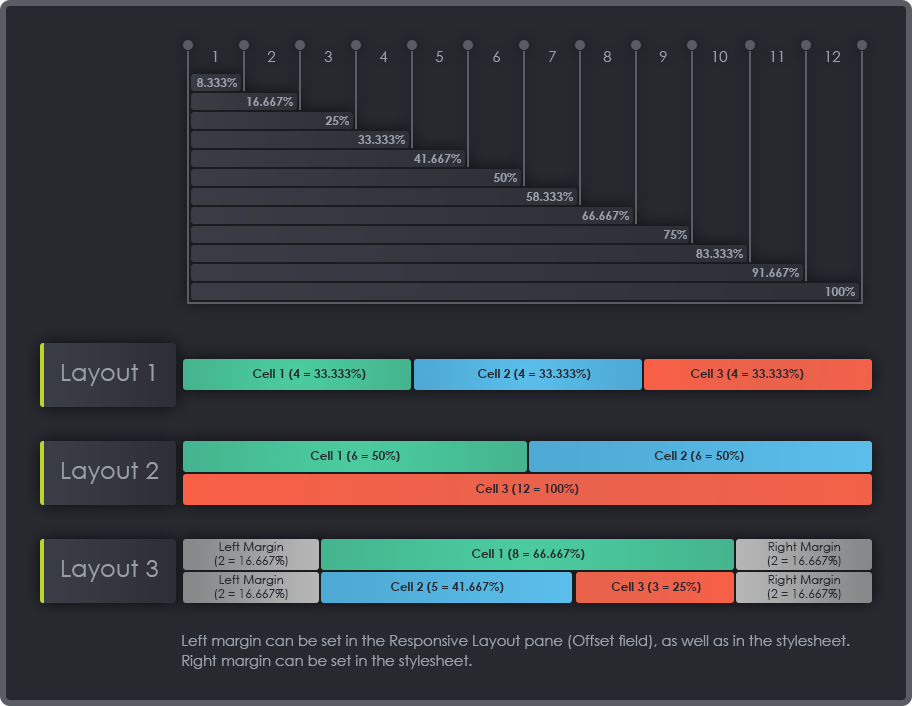 1 2 3 4 5 6 7 8 9 10 11 12
8.333%
16.667%
25%
33.333%
41.667%
50%
58.333%
66.667%
75%
83.333%
91.667%
100%
Layout 1
Cell 1 (4 = 33.333%) Cell 2 (4 = 33.333%) Cell 3 (4 = 33.333%)
Layout 2
Cell 1 (6 = 50%) Cell 2 (6 = 50%)
Cell 3 (12 = 100%)
Layout 3
Left Margin
(2 = 16.667%)
Cell 1 (8 = 66.667%)
Right Margin
(2 = 16.667%)
Left Margin
(2 = 16.667%)
Cell 2 (5 = 41.667%) Cell 3 (3 = 25%)
Right Margin
(2 = 16.667%)
Left margin can be set in the Responsive Layout pane (Offset field), as well as in the stylesheet.
Right margin can be set in the stylesheet.